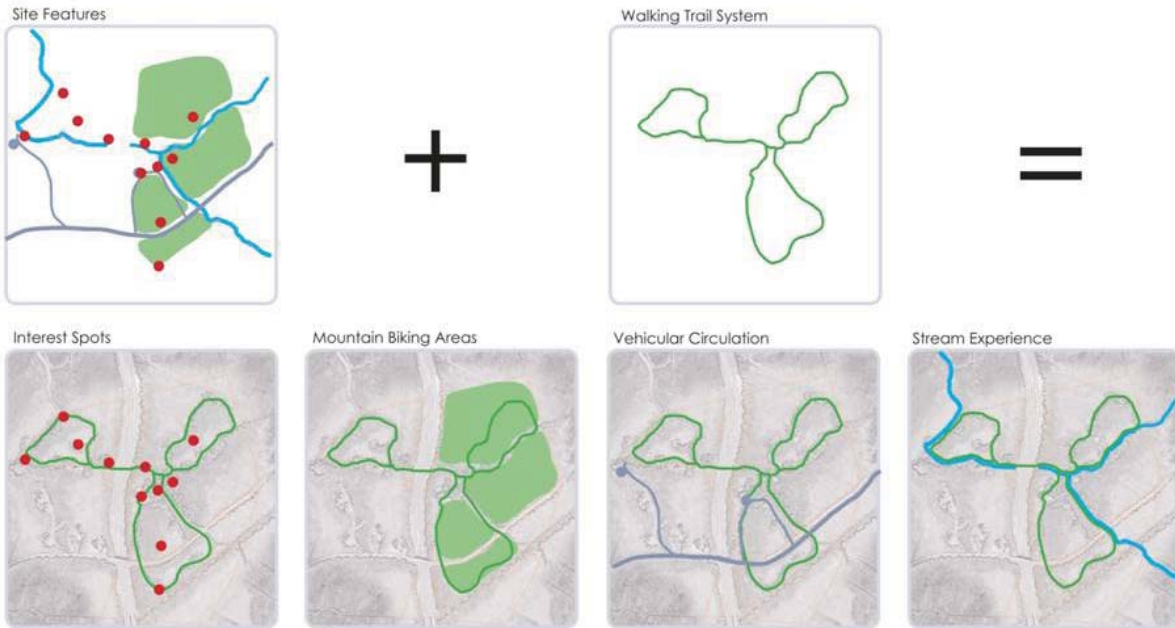 Site Features
Walking Trail System
+
=
Interest Spots
Mountain Biking Areas
Vehicular Circulation
Stream Experience